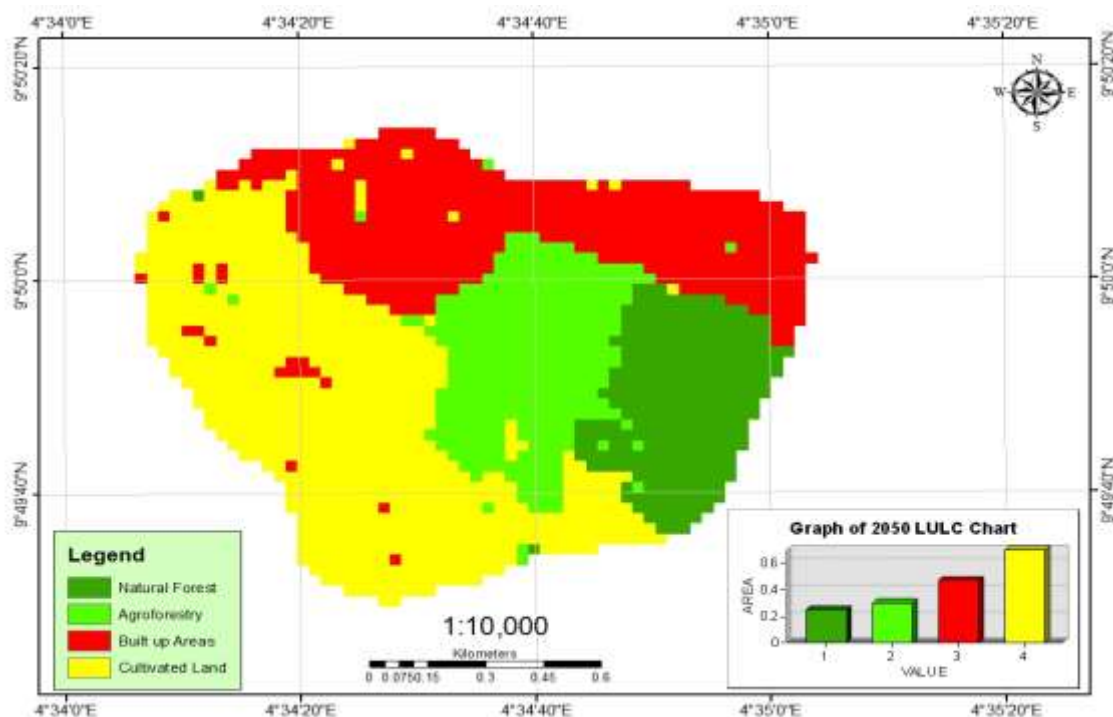 4°34'0"E 4°34'20"E 4°34'40"E 4°35'0"E 4°35'20"E
9°50'20"N 9°50'20"N
N
W E
S
9°50'0"N 9°50'0"N
9°49'40"N 9°49'40"N
Legend
Natural Forest
Agroforestry
Built up Areas
Cultivated Land
1:10,000
Kilometers
0 0.0750.15 0.3 0.45 0.6
Graph of 2050 LULC Chart
AREA
0.6
0.4
0.2
0
1 2 3 4
VALUE
4°34'0"E 4°34'20"E 4°34'40"E 4°35'0"E 4°35'20"E